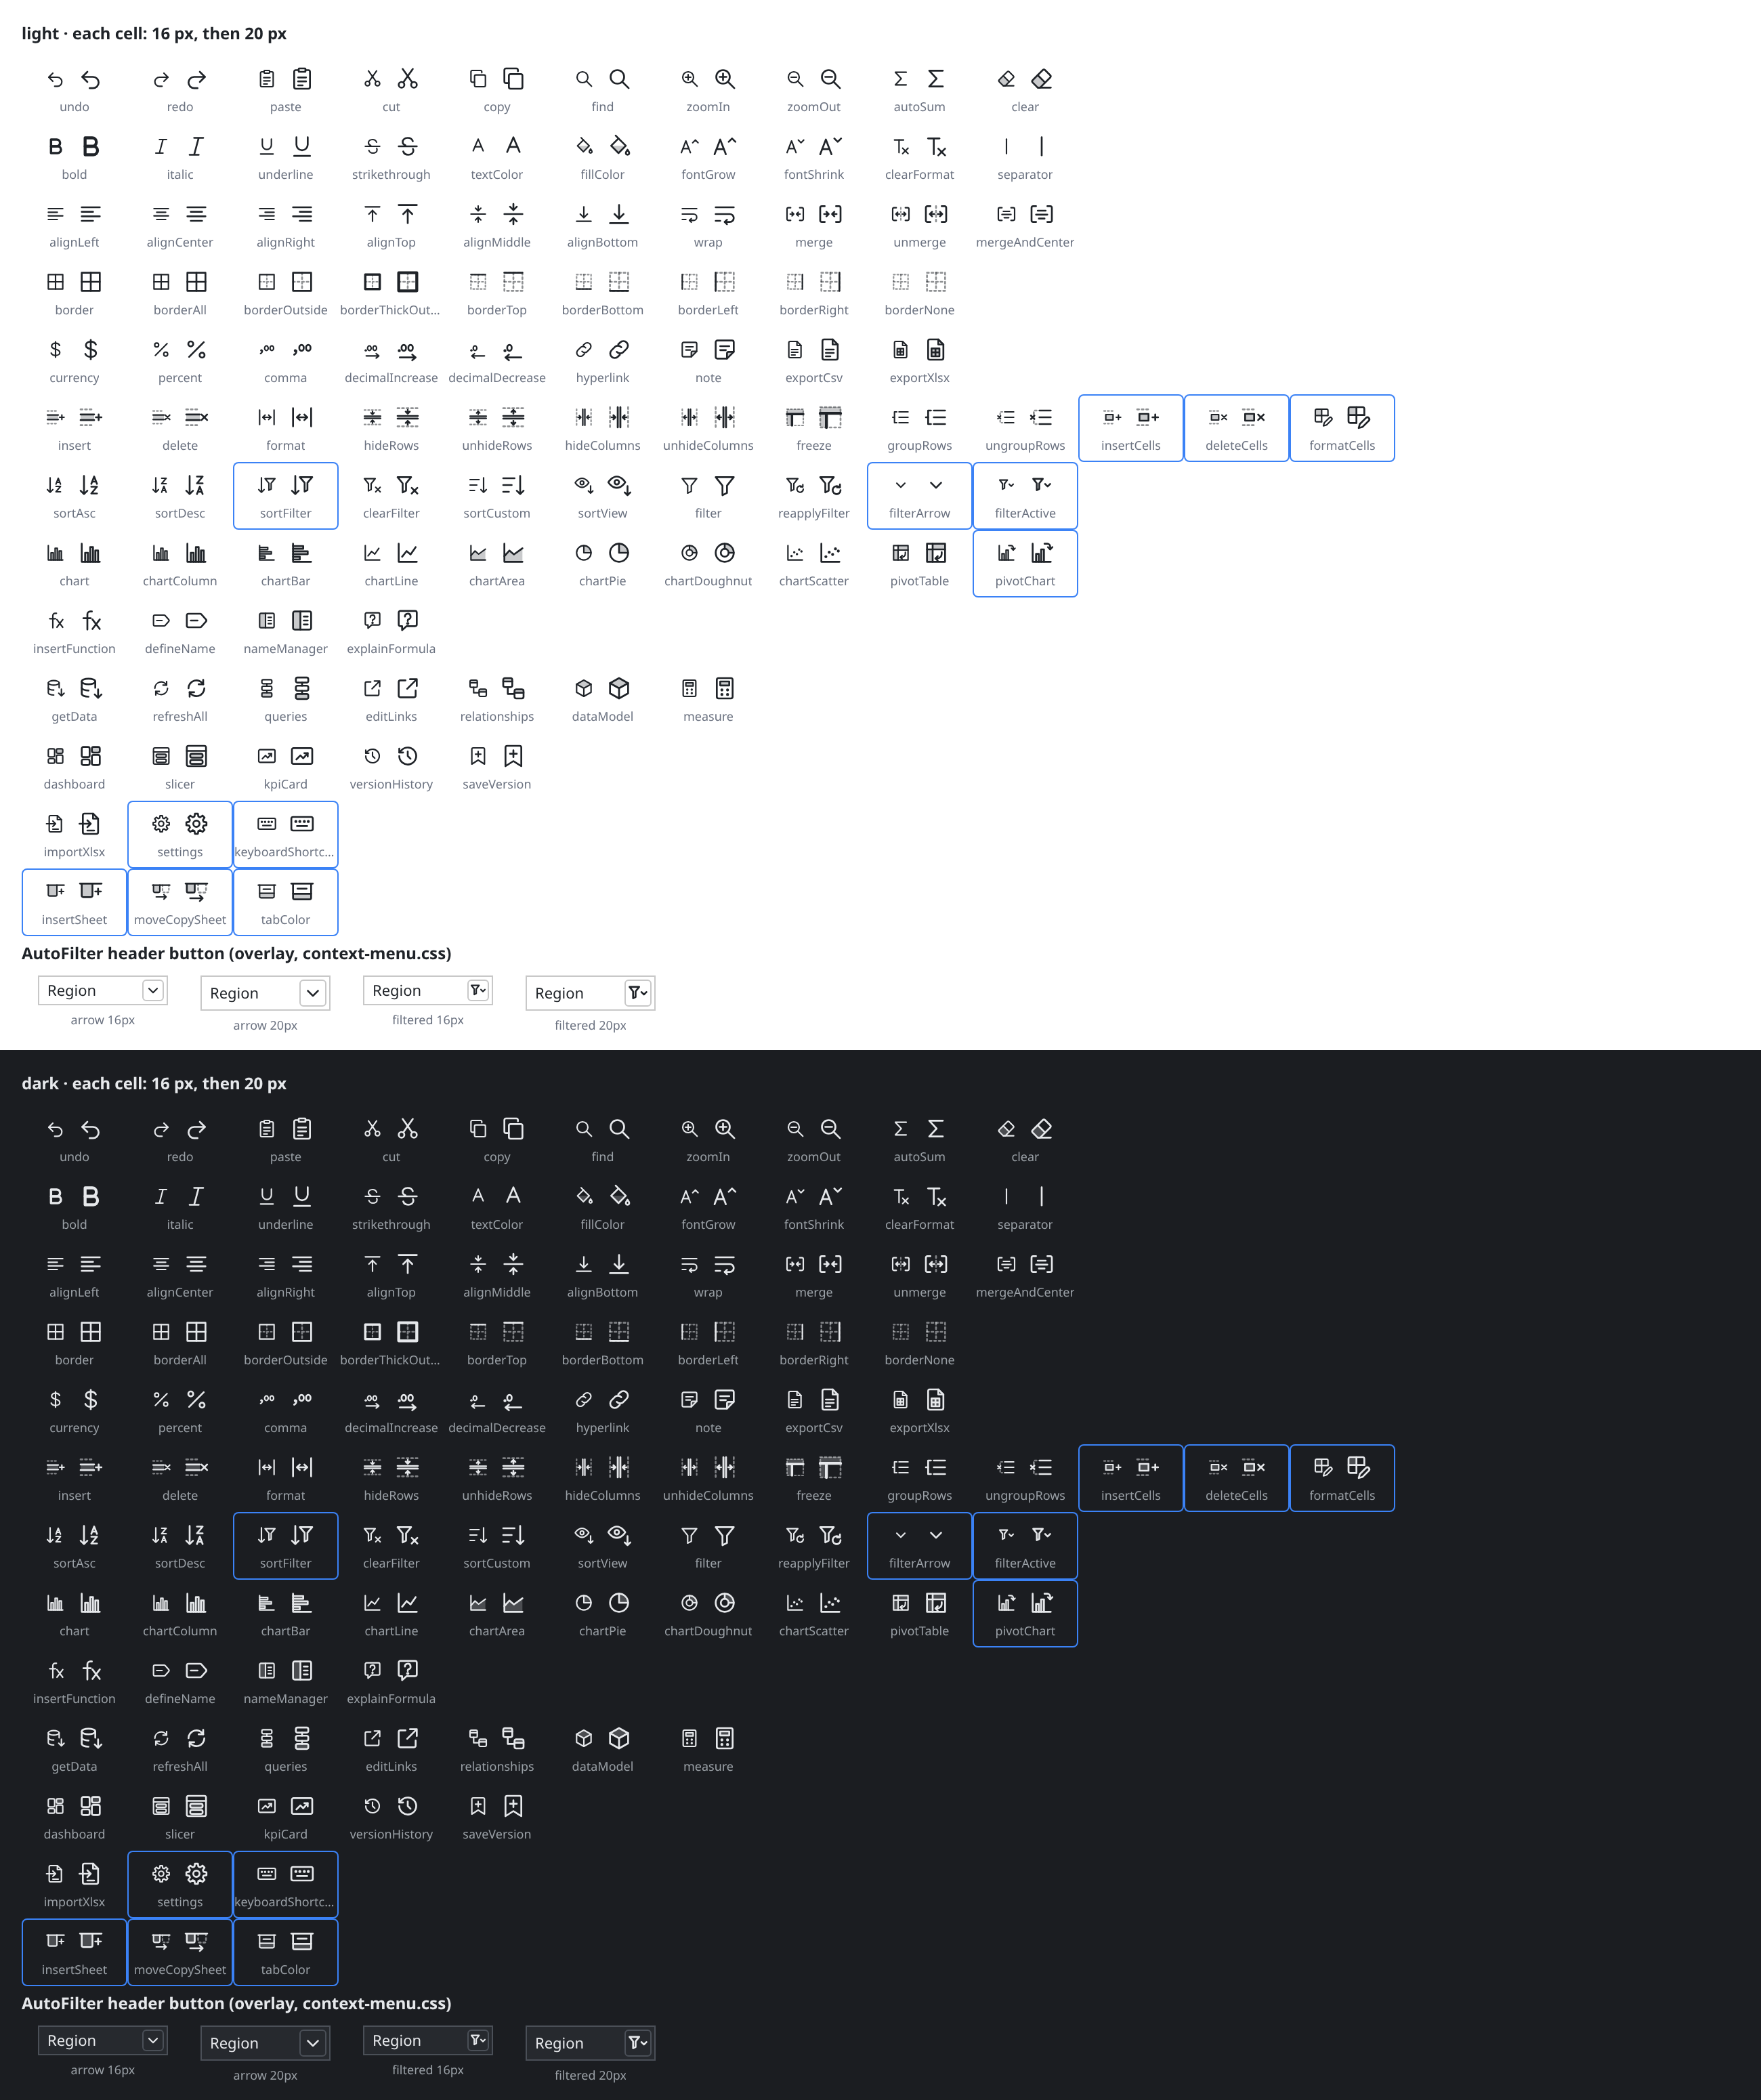 light · each cell: 16 px, then 20 px
undo redo paste cut copy find zoomIn zoomOut autoSum clear
bold italic underline strikethrough textColor fillColor fontGrow fontShrink clearFormat separator
alignLeft alignCenter alignRight alignTop alignMiddle alignBottom wrap merge unmerge mergeAndCenter
border borderAll borderOutside borderThickOut... borderTop borderBottom borderLeft borderRight borderNone
currency percent comma decimalIncrease decimalDecrease hyperlink note exportCsv exportXlsx
insert delete format hideRows unhideRows hideColumns unhideColumns freeze groupRows ungroupRows insertCells deleteCells formatCells
sortAsc sortDesc sortFilter clearFilter sortCustom sortView filter reapplyFilter filterArrow filterActive
chart chartColumn chartBar chartLine chartArea chartPie chartDoughnut chartScatter pivotTable pivotChart
insertFunction defineName nameManager explainFormula
getData refreshAll queries editLinks relationships dataModel measure
dashboard slicer kpiCard versionHistory saveVersion
importXlsx settings keyboardShortc...
insertSheet moveCopySheet tabColor
AutoFilter header button (overlay, context-menu.css)
Region Region Region Region
arrow 16px arrow 20px filtered 16px filtered 20px
dark · each cell: 16 px, then 20 px
undo redo paste cut copy find zoomIn zoomOut autoSum clear
bold italic underline strikethrough textColor fillColor fontGrow fontShrink clearFormat separator
alignLeft alignCenter alignRight alignTop alignMiddle alignBottom wrap merge unmerge mergeAndCenter
border borderAll borderOutside borderThickOut... borderTop borderBottom borderLeft borderRight borderNone
currency percent comma decimalIncrease decimalDecrease hyperlink note exportCsv exportXlsx
insert delete format hideRows unhideRows hideColumns unhideColumns freeze groupRows ungroupRows insertCells deleteCells formatCells
sortAsc sortDesc sortFilter clearFilter sortCustom sortView filter reapplyFilter filterArrow filterActive
chart chartColumn chartBar chartLine chartArea chartPie chartDoughnut chartScatter pivotTable pivotChart
insertFunction defineName nameManager explainFormula
getData refreshAll queries editLinks relationships dataModel measure
dashboard slicer kpiCard versionHistory saveVersion
importXlsx settings keyboardShortc...
insertSheet moveCopySheet tabColor
AutoFilter header button (overlay, context-menu.css)
Region Region Region Region
arrow 16px arrow 20px filtered 16px filtered 20px